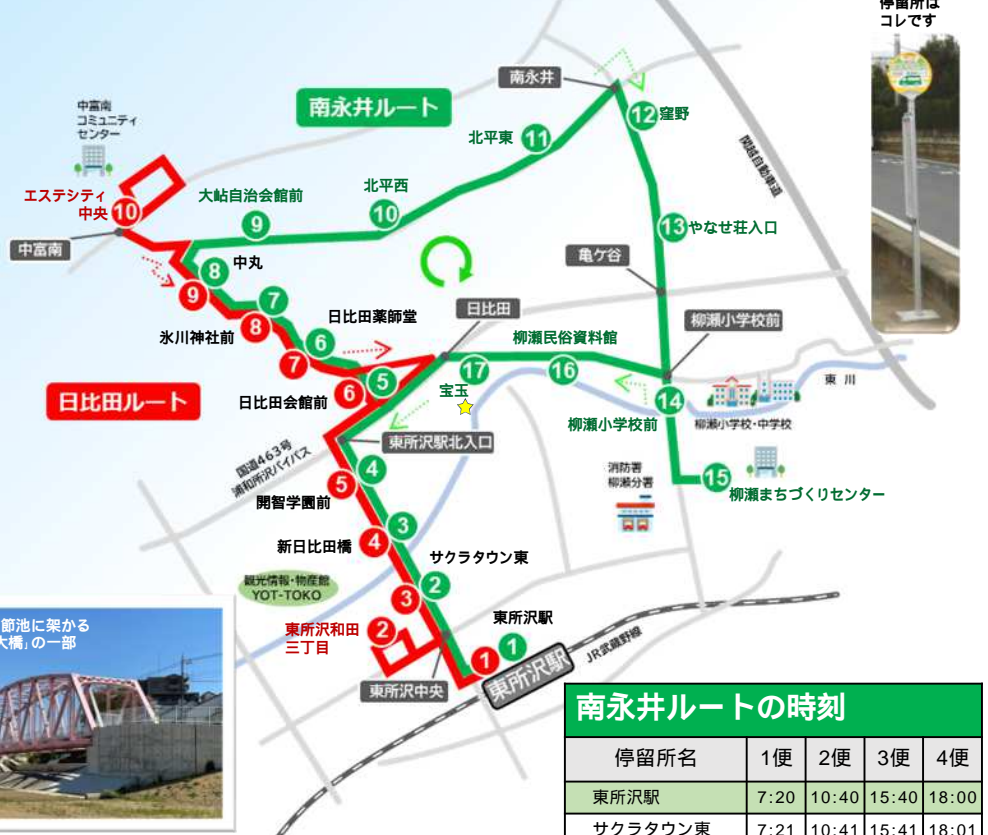 停留所は
コレです
南永井
南永井ルート
中富南
コミュニティ
センター
12
窪野
北平東
11
関越自動車道
エステシティ
中央
10
大岾自治会館前
9
北平西
10
13
やなせ荘入口
中富南
8
中丸
亀ケ谷
9
7
日比田
氷川神社前
8
日比田薬師堂
6
柳瀬小学校前
柳瀬民俗資料館
7
日比田ルート
日比田会館前
6
5
17
16
宝玉
東 川
14
柳瀬小学校前
柳瀬小学校・中学校
東所沢駅北入口
国道463号
浦和所沢バイパス
4
消防署
柳瀬分署
15
柳瀬まちづくりセンター
5
開智学園前
3
新日比田橋
4
サクラタウン東
2
観光情報・物産館
YOT-TOKO
3
東所沢和田
三丁目
2
東所沢駅
1
1
東所沢駅
JR武蔵野線
東所沢中央
節池に架かる
大橋」の一部
南永井ルートの時刻
停留所名 1便 2便 3便 4便
東所沢駅 7:20 10:40 15:40 18:00
サクラタウン東 7:21 10:41 15:41 18:01